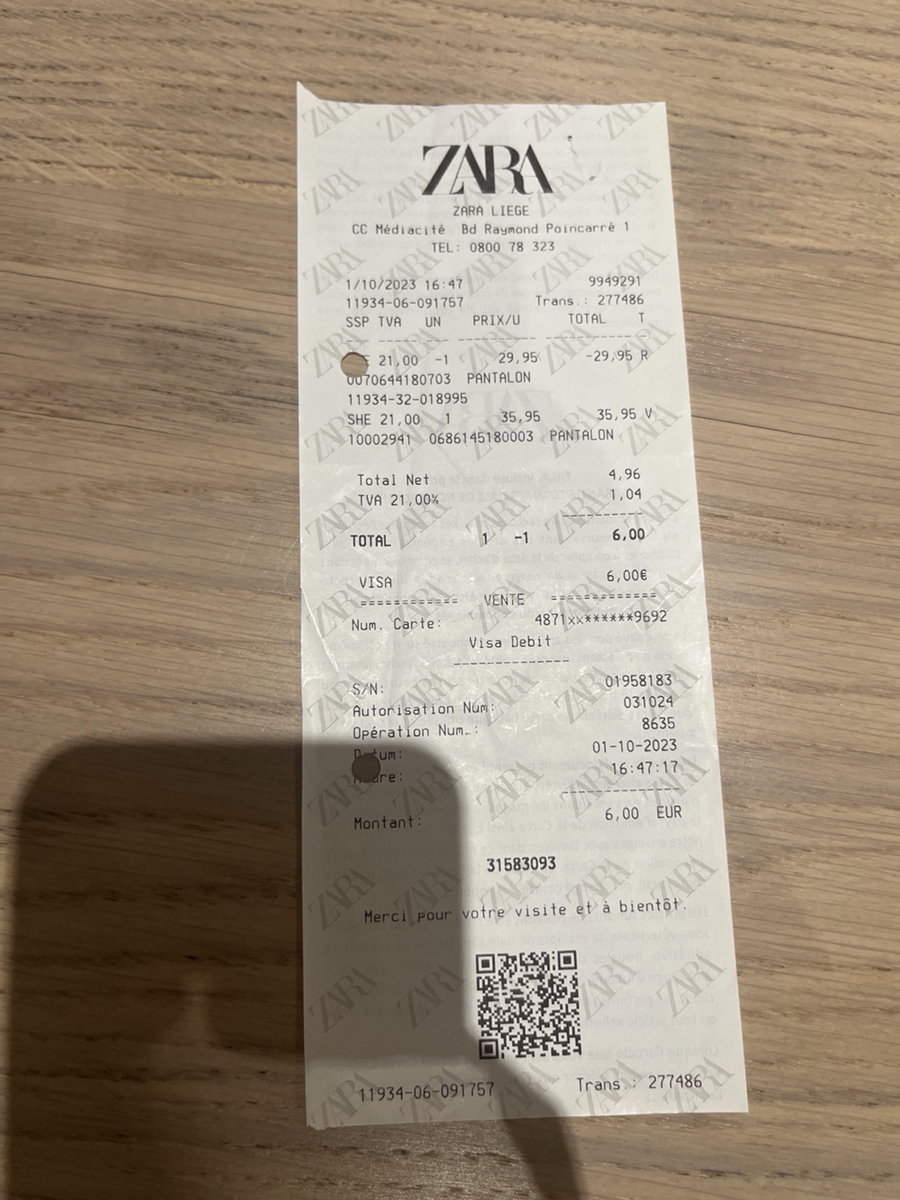 ZARA
ZARA LIEGE
CC Médiacité Bd Raymond Poincarré 1
TEL: 0800 78 323
1/10/2023 16:47 9949291
11934-06-091757 Trans.: 277486
SSP TVA UN PRIX/U TOTAL T
21,00 -1 29,95 -29,95 R
0070644180703 PANTALON
11934-32-018995
SHE 21,00 1 35,95 35,95 V
10002941 0686145180003 PANTALON
Total Net 4,96
TVA 21,00% 1,04
TOTAL 1 -1 6,00
VISA 6,00€
=========== VENTE ============
Num. Carte: 4871xx******9692
Visa Debit
S/N: 01958183
Autorisation Num: 031024
Opération Num.: 8635
01-10-2023
16:47:17
Montant: 6,00 EUR
31583093
Merci pour votre visite et à bientôt.
11934-06-091757 Trans.: 277486